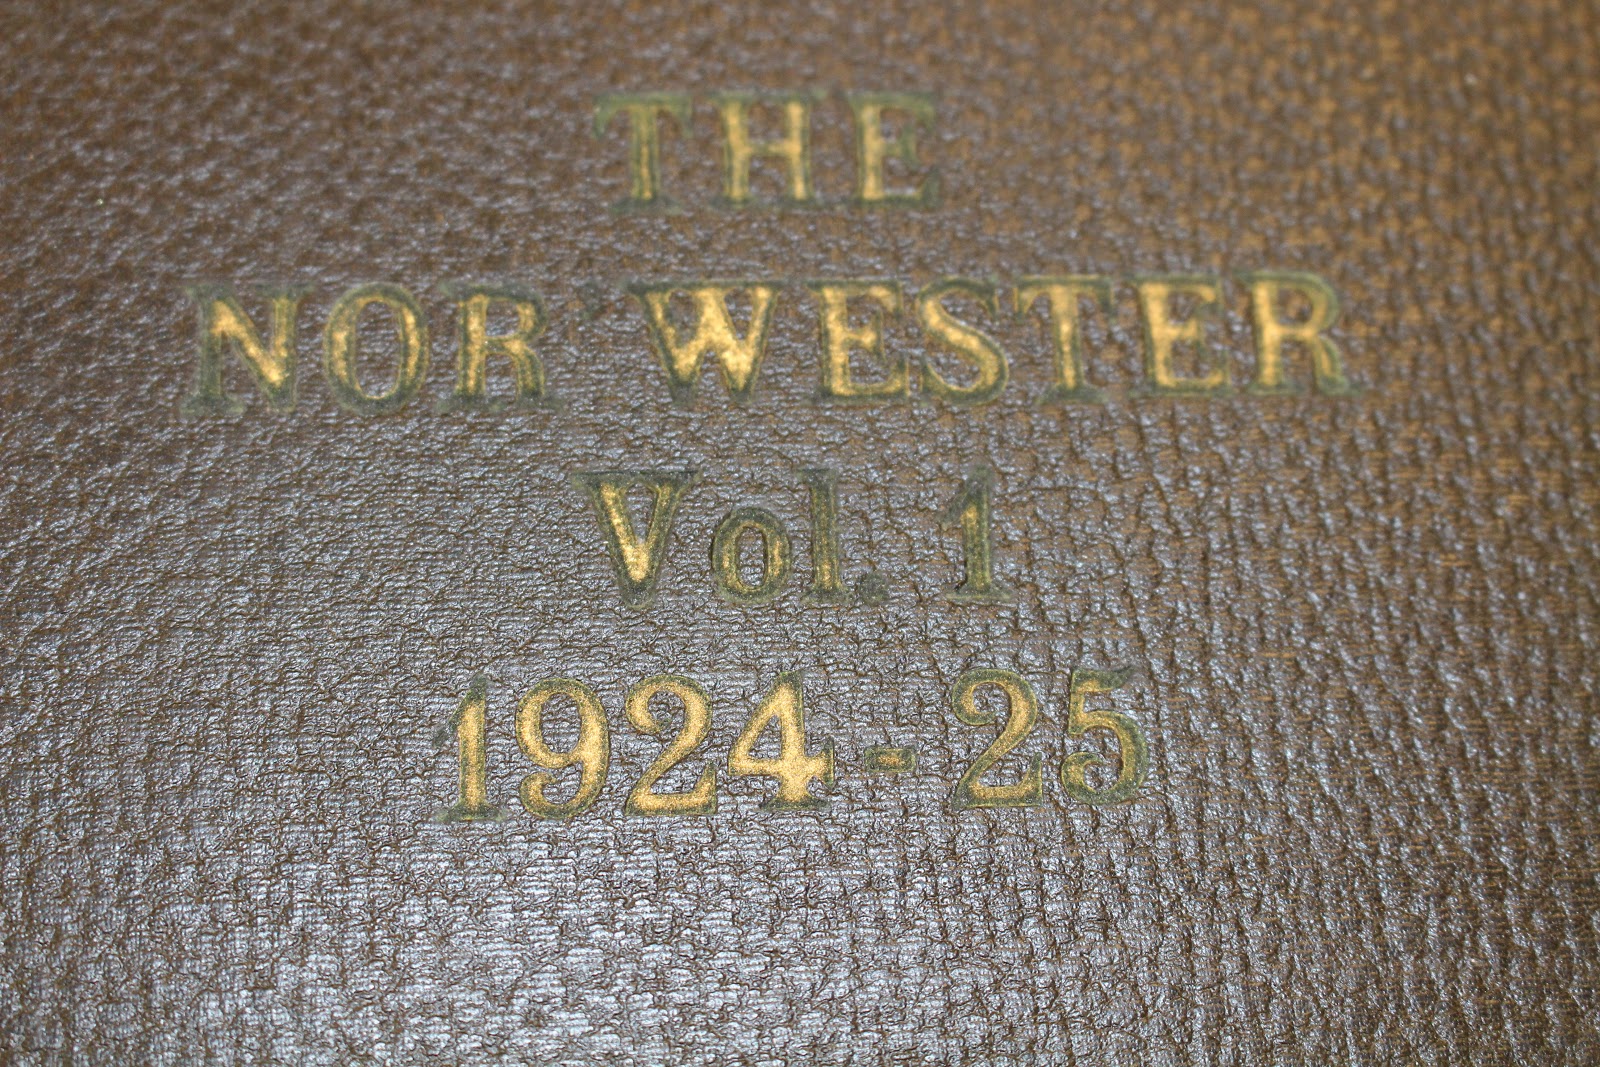 THE
NOR'WESTER
Vol. 1
1924-25